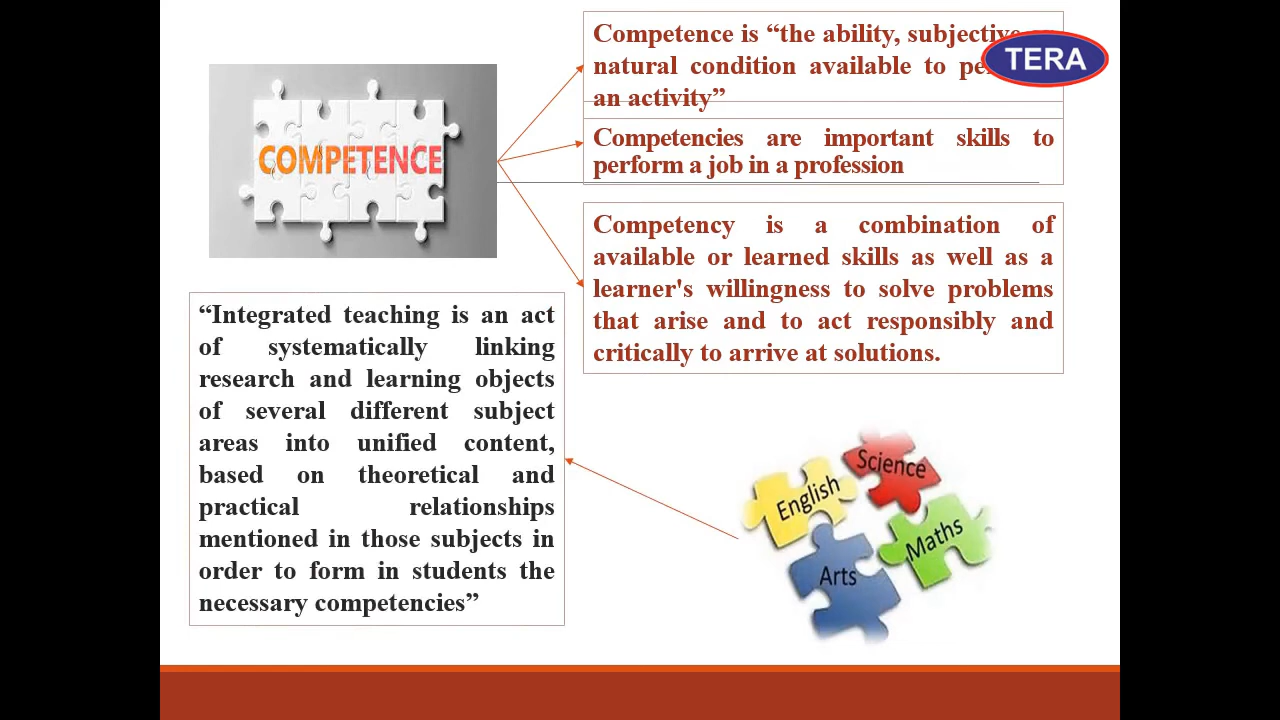 Competence is “the ability, subjective
natural condition available to
an activity”
TERA
COMPETENCE
Competencies are important skills to
perform a job in a profession
Competency is a combination of
available or learned skills as well as a
learner's willingness to solve problems
that arise and to act responsibly and
critically to arrive at solutions.
“Integrated teaching is an act
of systematically linking
research and learning objects
of several different subject
areas into unified content,
based on theoretical and
practical relationships
mentioned in those subjects in
order to form in students the
necessary competencies”
Science
English
Maths
Arts